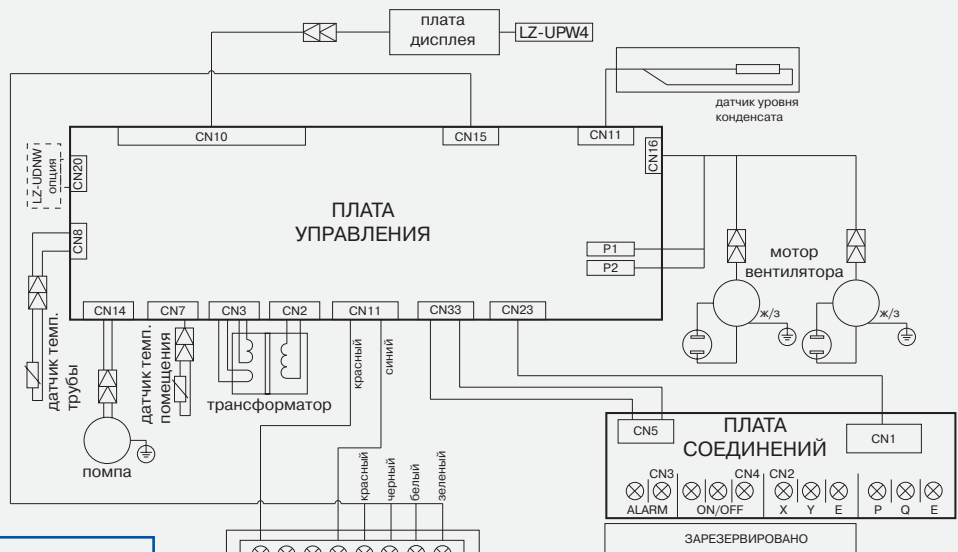 плата
дисплея
LZ-UPW4
датчик уровня
конденсата
CN10
CN15
CN11
CN16
LZ-UDNW
опция
CN20
CN8
ПЛАТА
УПРАВЛЕНИЯ
P1
P2
мотор
вентилятора
ж/з
ж/з
CN14
CN7
CN3
CN2
CN11
CN33
CN23
датчик темп.
трубы
датчик темп.
помещения
трансформатор
красный
синий
помпа
красный
черный
белый
зеленый
ПЛАТА
СОЕДИНЕНИЙ
CN5
CN1
CN3
CN4
CN2
ALARM
ON/OFF
X
Y
E
P
Q
E
ЗАРЕЗЕРВИРОВАНО